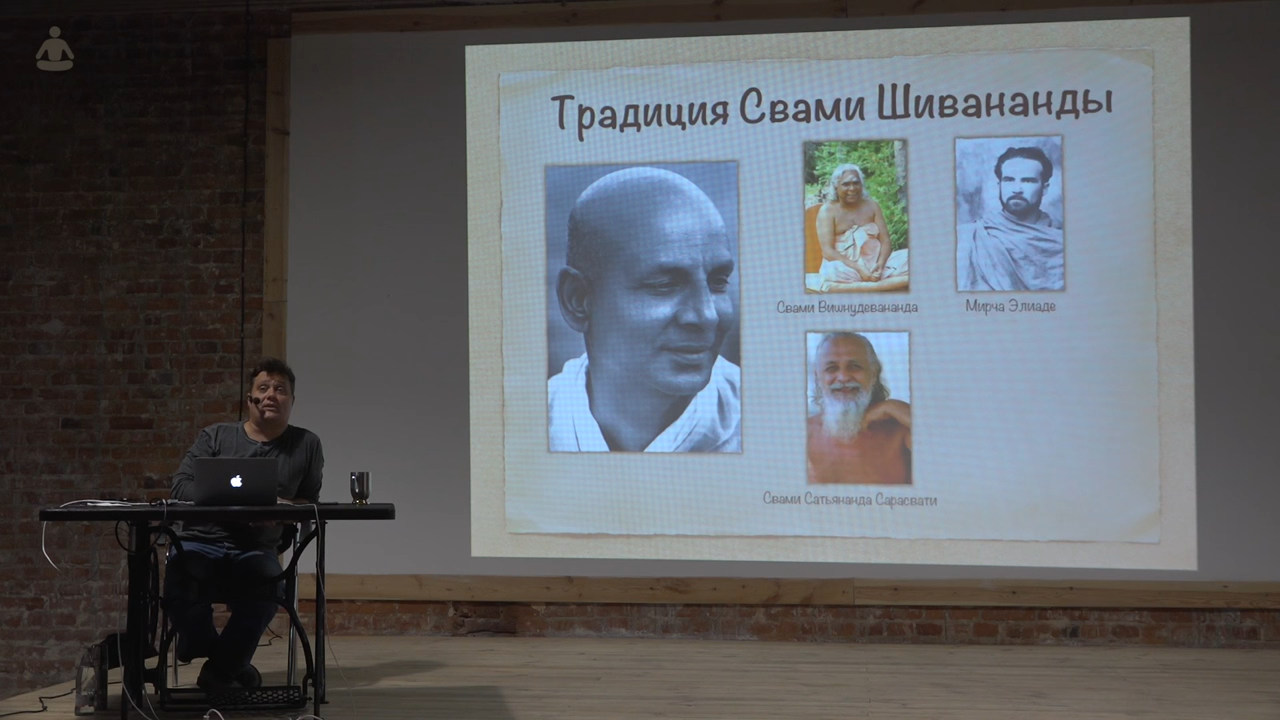 Традиция Свами Шивананды
Свами Вишнудевананда
Мирча Элиаде
Свами Сатьянанда Сарасвати